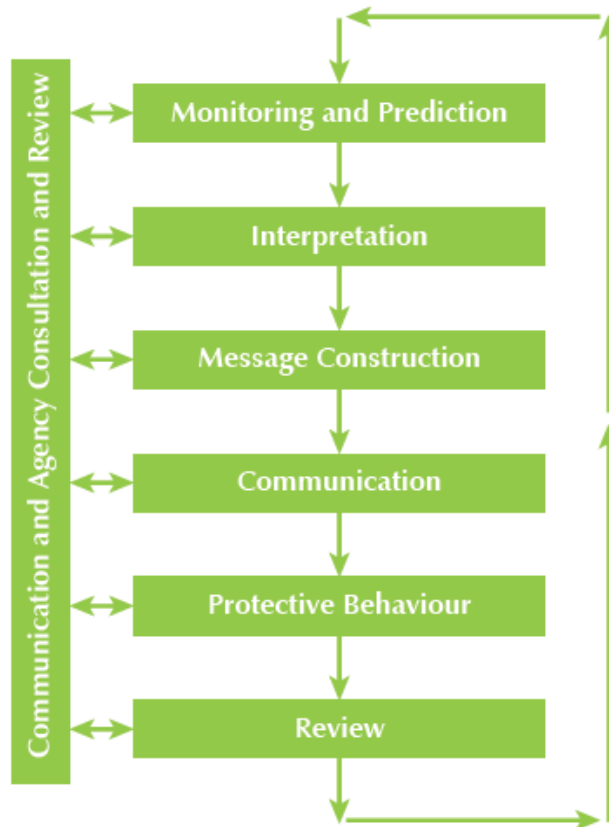 Communication and Agency Consultation and Review
Monitoring and Prediction
Interpretation
Message Construction
Communication
Protective Behaviour
Review